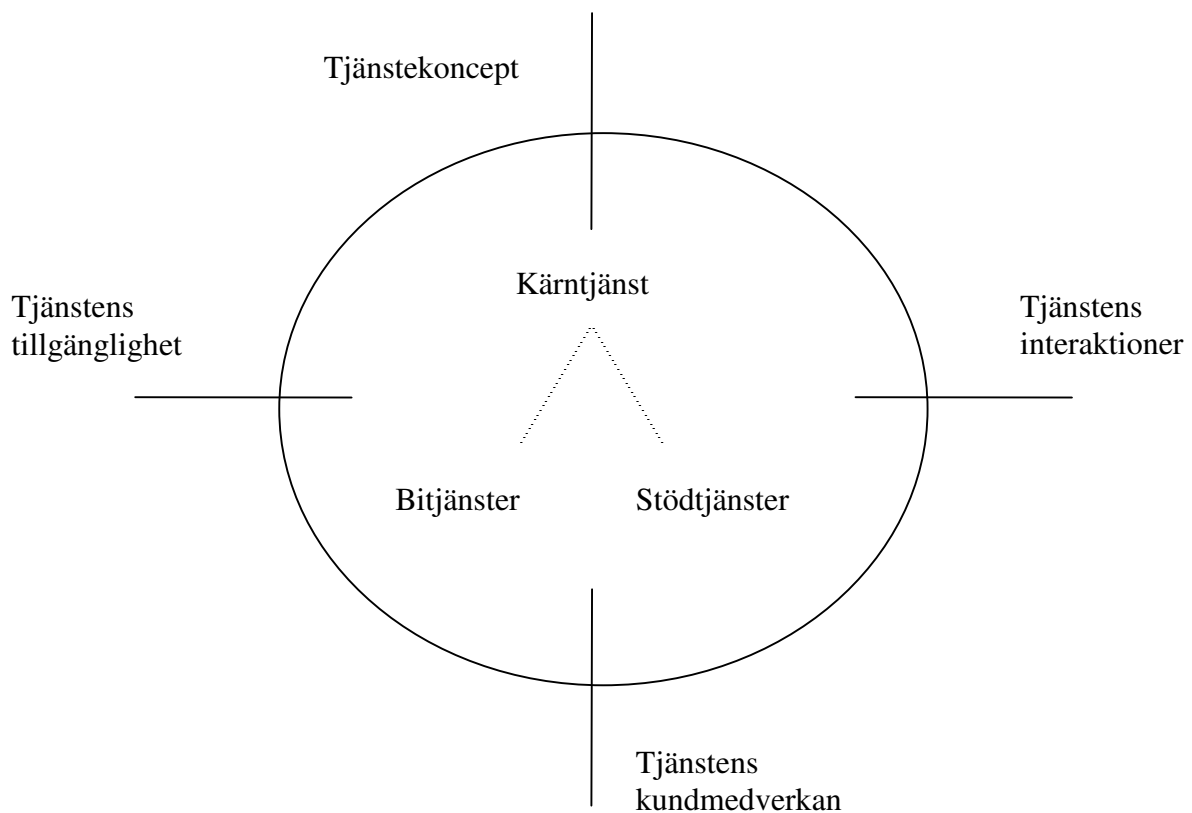 Tjänstekoncept
Kärntjänst
Tjänstens
tillgänglighet
Tjänstens
interaktioner
Bitjänster
Stödtjänster
Tjänstens
kundmedverkan